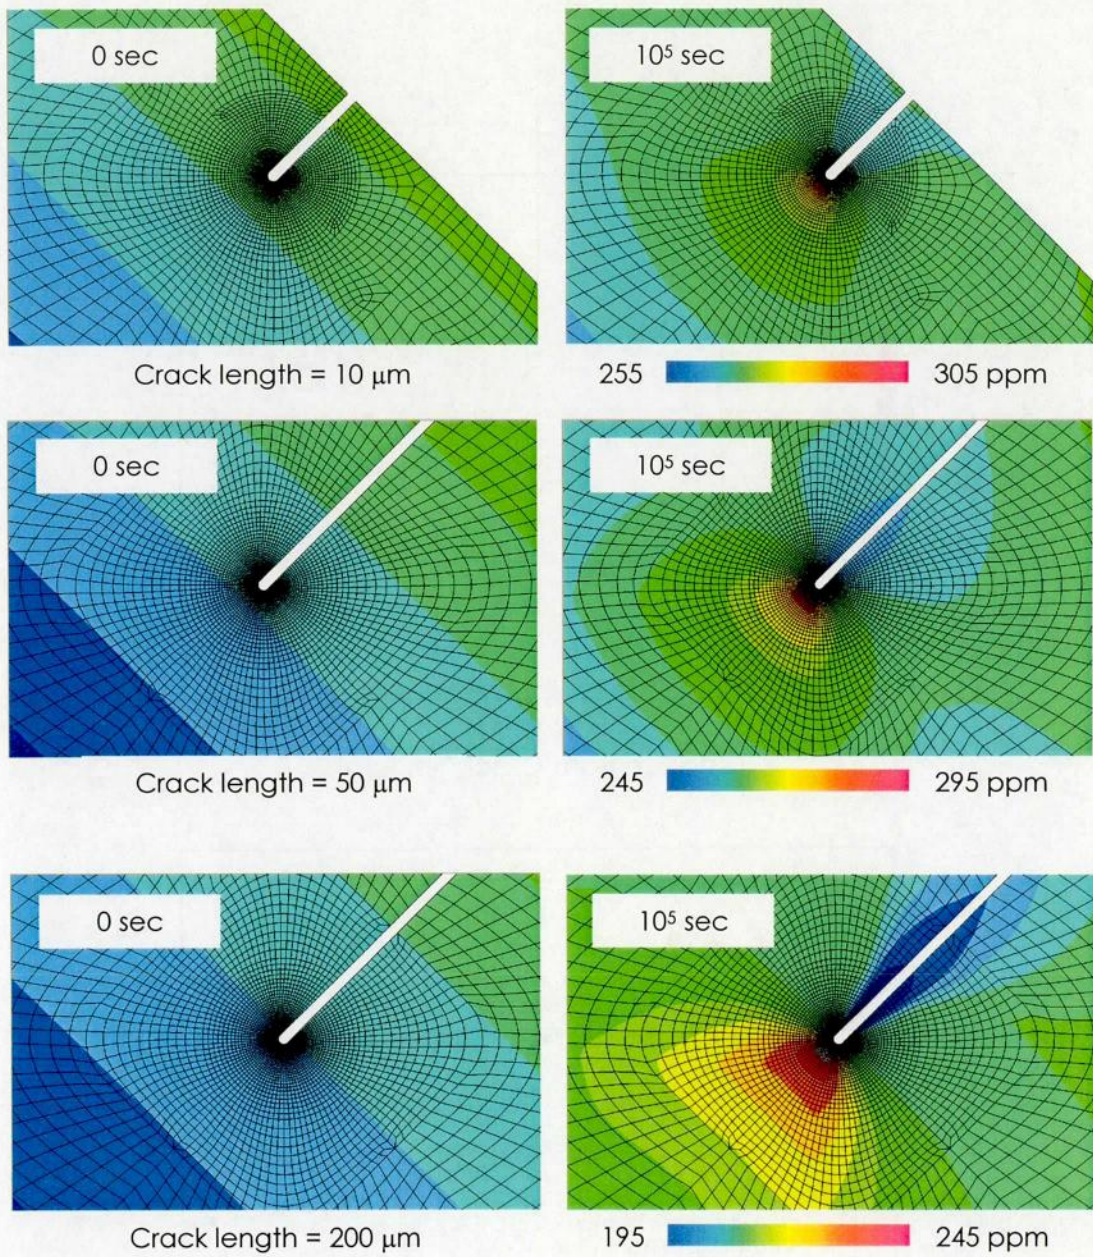 0 sec
10⁵ sec
Crack length = 10 μm
255
305 ppm
0 sec
10⁵ sec
Crack length = 50 μm
245
295 ppm
0 sec
10⁵ sec
Crack length = 200 μm
195
245 ppm